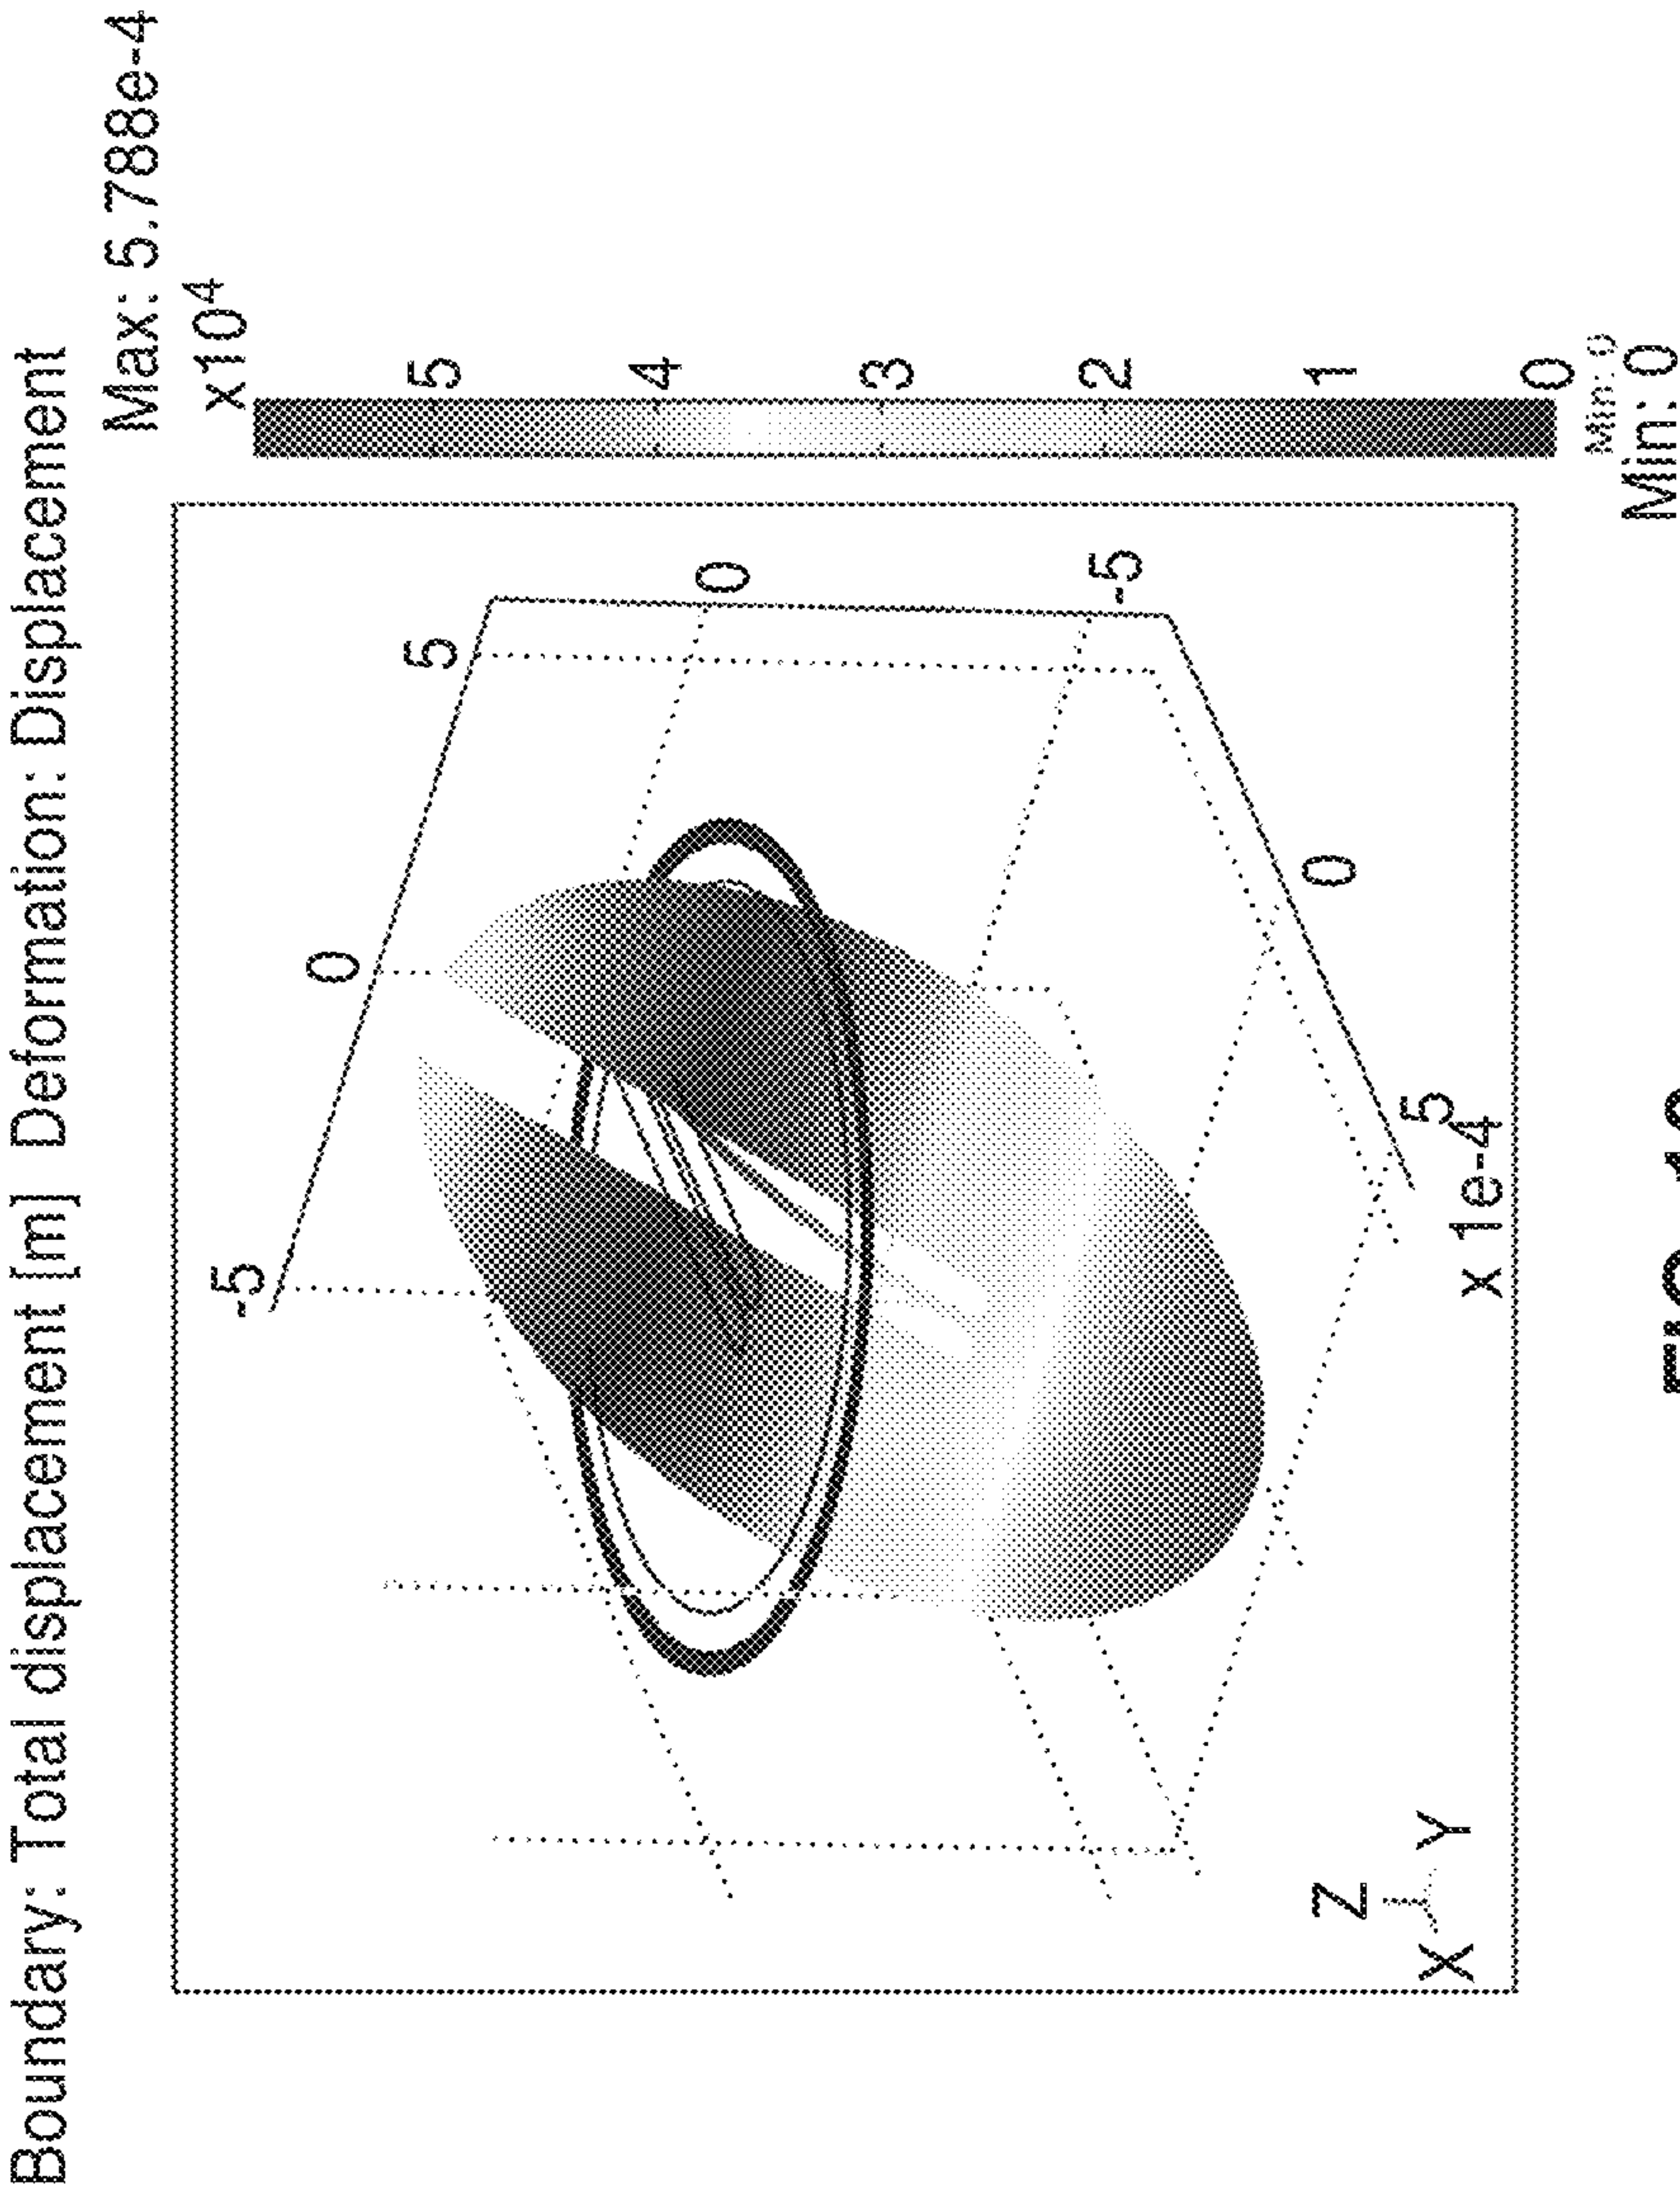 Boundary: Total displacement [m]  Deformation: Displacement
Max: 5.788e-4
x10⁴
5
4
3
2
1
0
Min: 0
Min: 0
-5
0
5
0
-5
0
5
x 1e-4
Z
Y
X